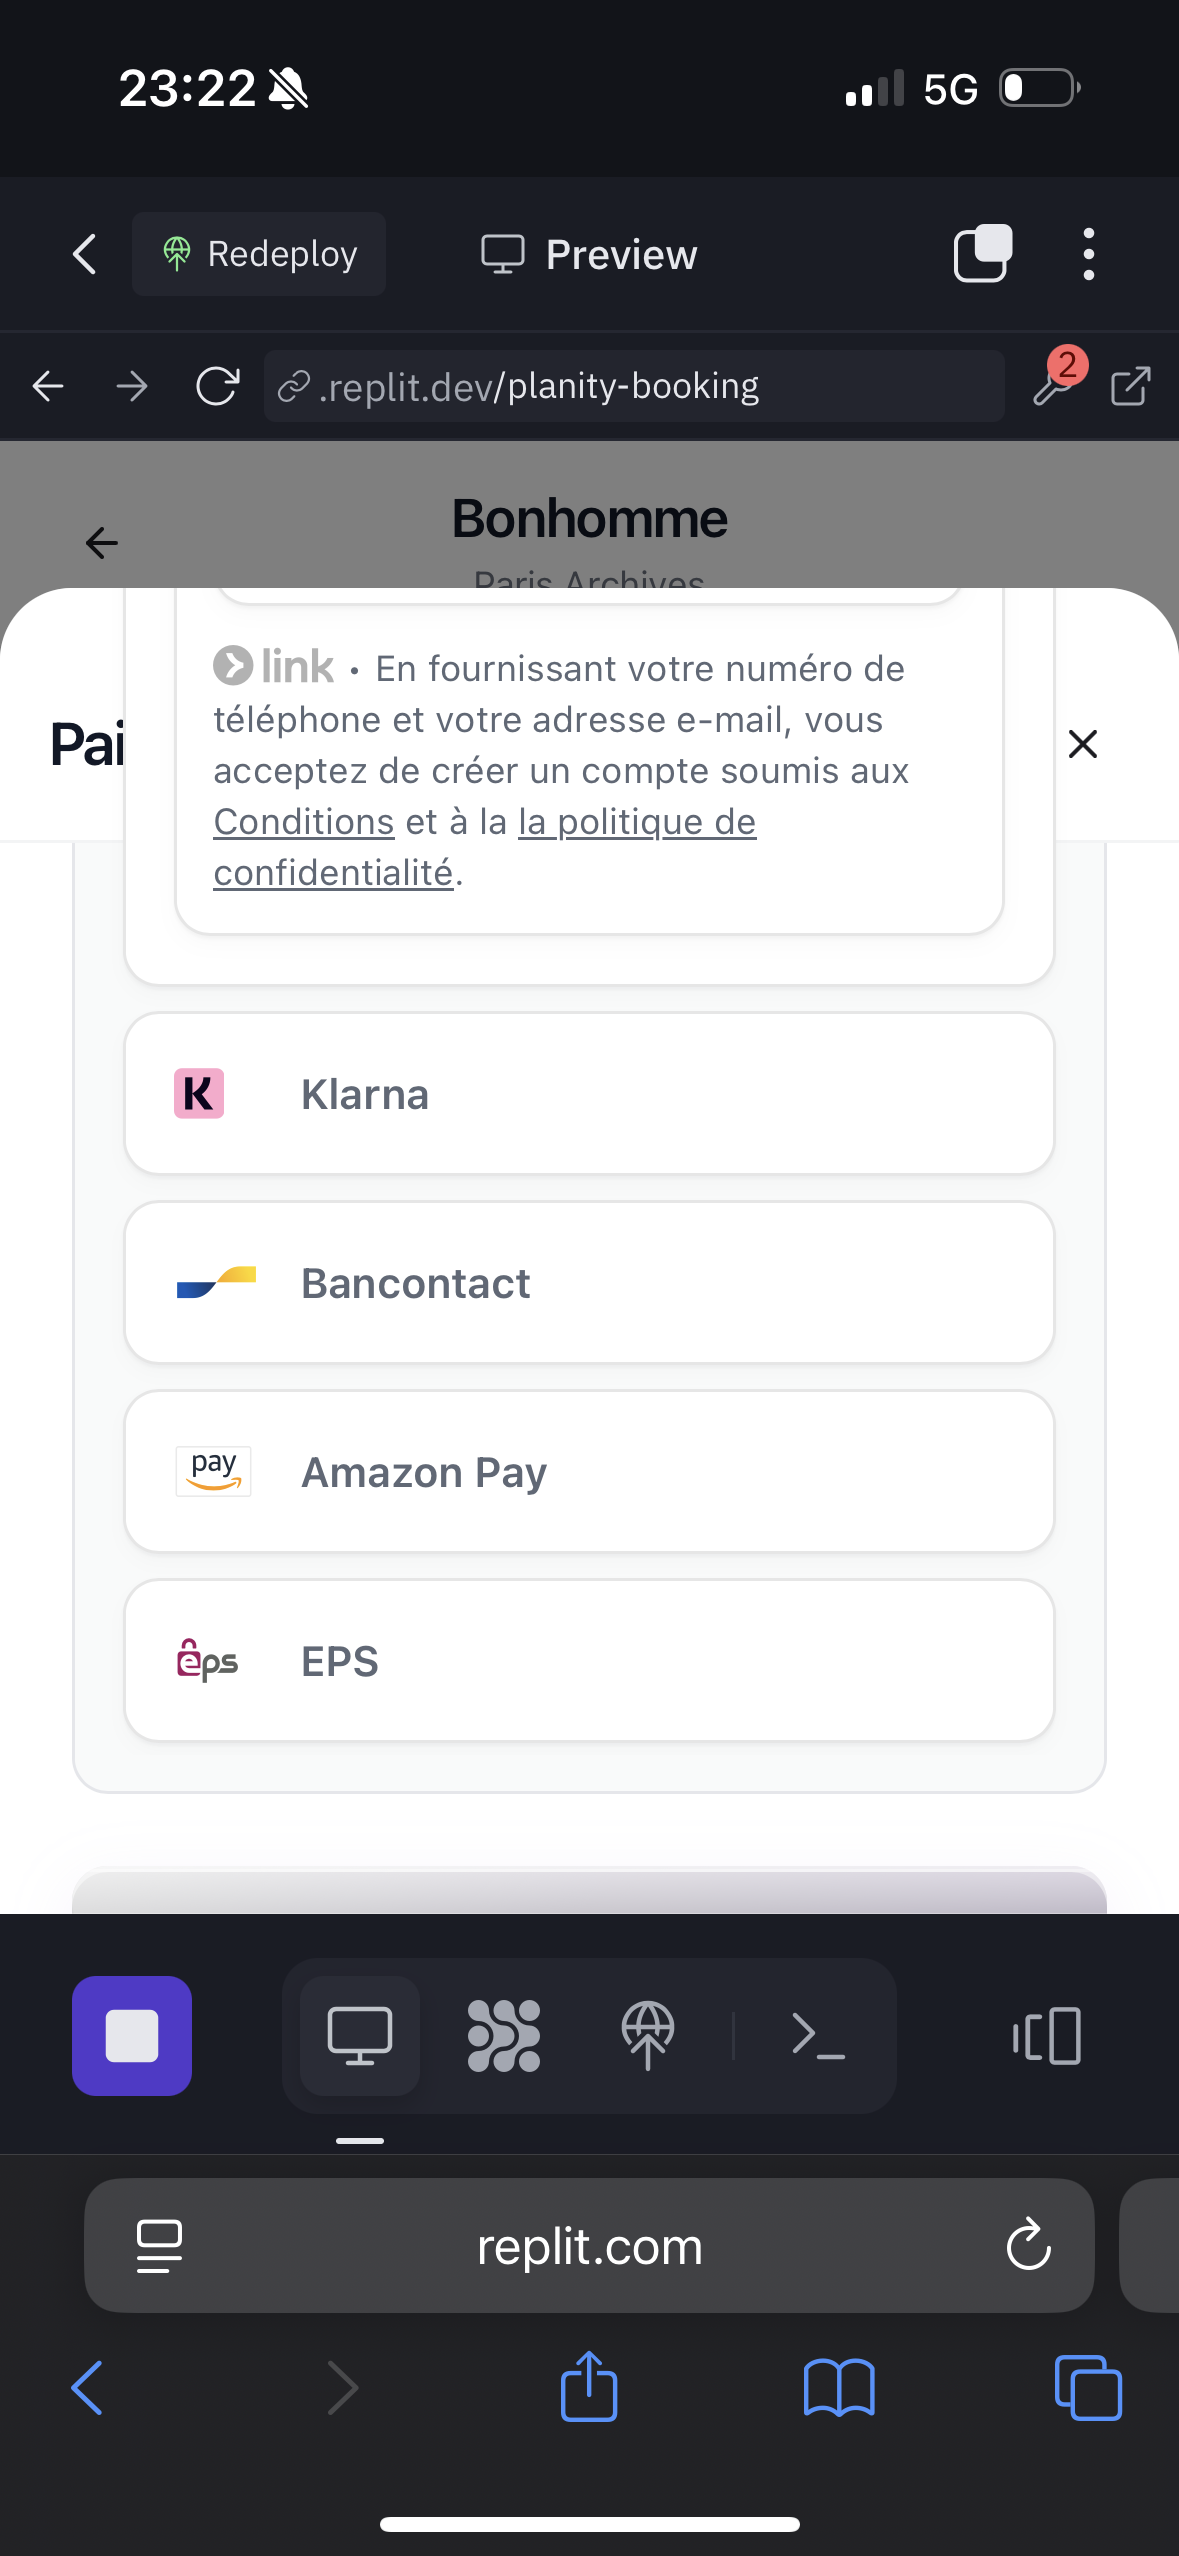 23:22
5G
Redeploy
Preview
.replit.dev/planity-booking
2
Bonhomme
Paris Archives
Pai
link • En fournissant votre numéro de
téléphone et votre adresse e-mail, vous
acceptez de créer un compte soumis aux
Conditions et à la la politique de
confidentialité.
K Klarna
Bancontact
pay Amazon Pay
eps EPS
replit.com